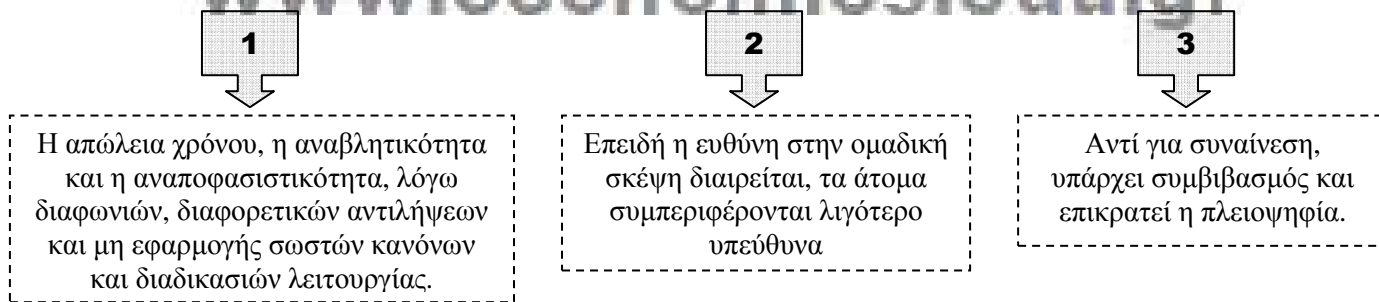 1
Η απώλεια χρόνου, η αναβλητικότητα
και η αναποφασιστικότητα, λόγω
διαφωνιών, διαφορετικών αντιλήψεων
και μη εφαρμογής σωστών κανόνων
και διαδικασιών λειτουργίας.
2
Επειδή η ευθύνη στην ομαδική
σκέψη διαιρείται, τα άτομα
συμπεριφέρονται λιγότερο
υπεύθυνα
3
Αντί για συναίνεση,
υπάρχει συμβιβασμός και
επικρατεί η πλειοψηφία.